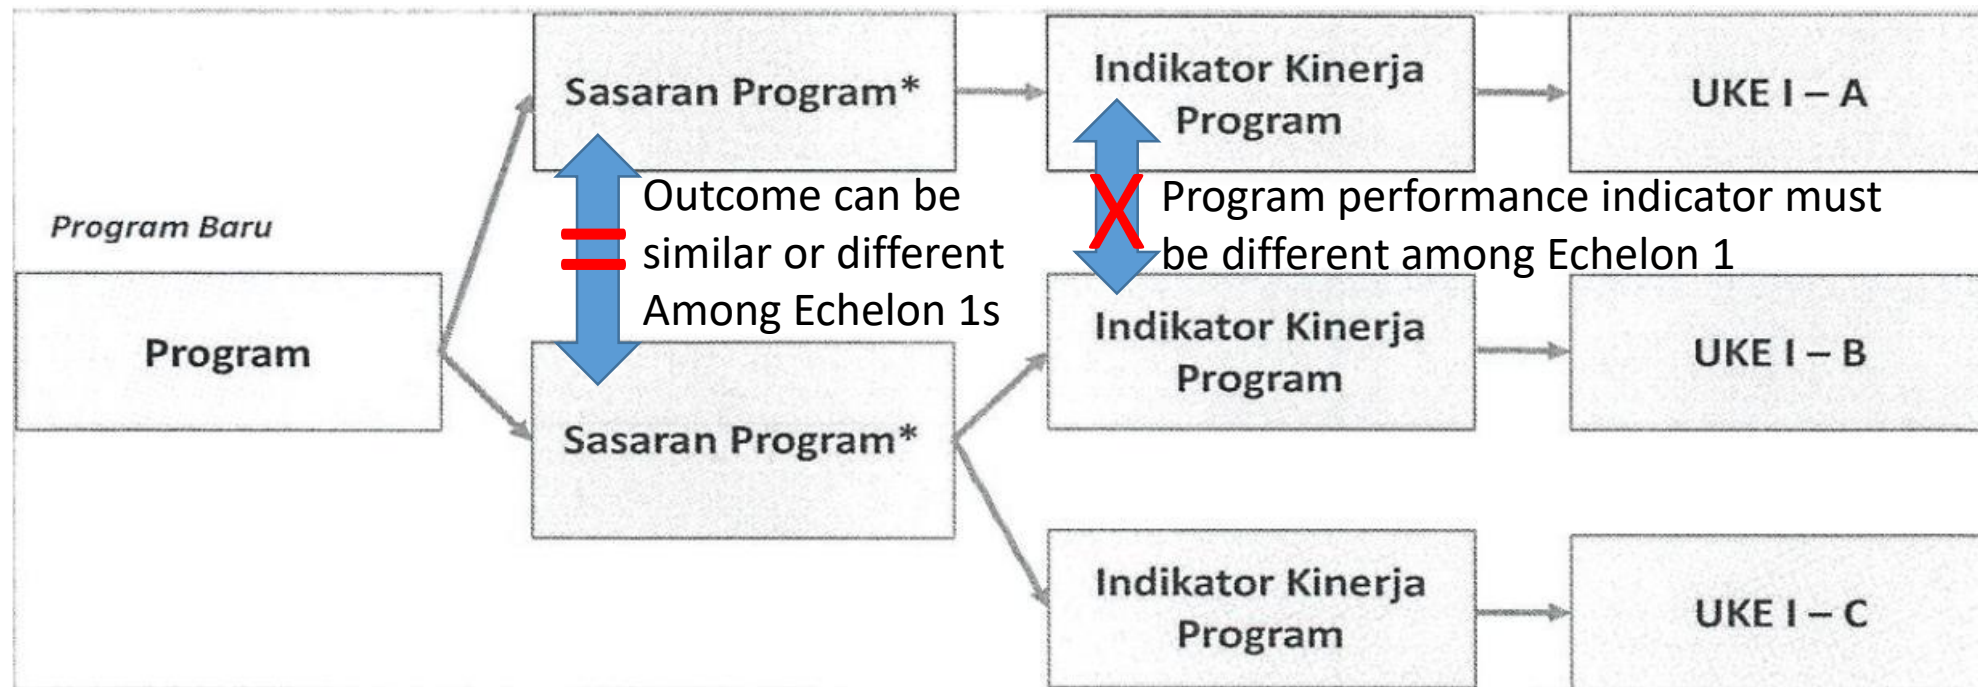 Program Baru
Program
Sasaran Program*
Sasaran Program*
Outcome can be
similar or different
Among Echelon 1s
Indikator Kinerja
Program
Indikator Kinerja
Program
Indikator Kinerja
Program
Program performance indicator must
be different among Echelon 1
UKE I – A
UKE I – B
UKE I – C